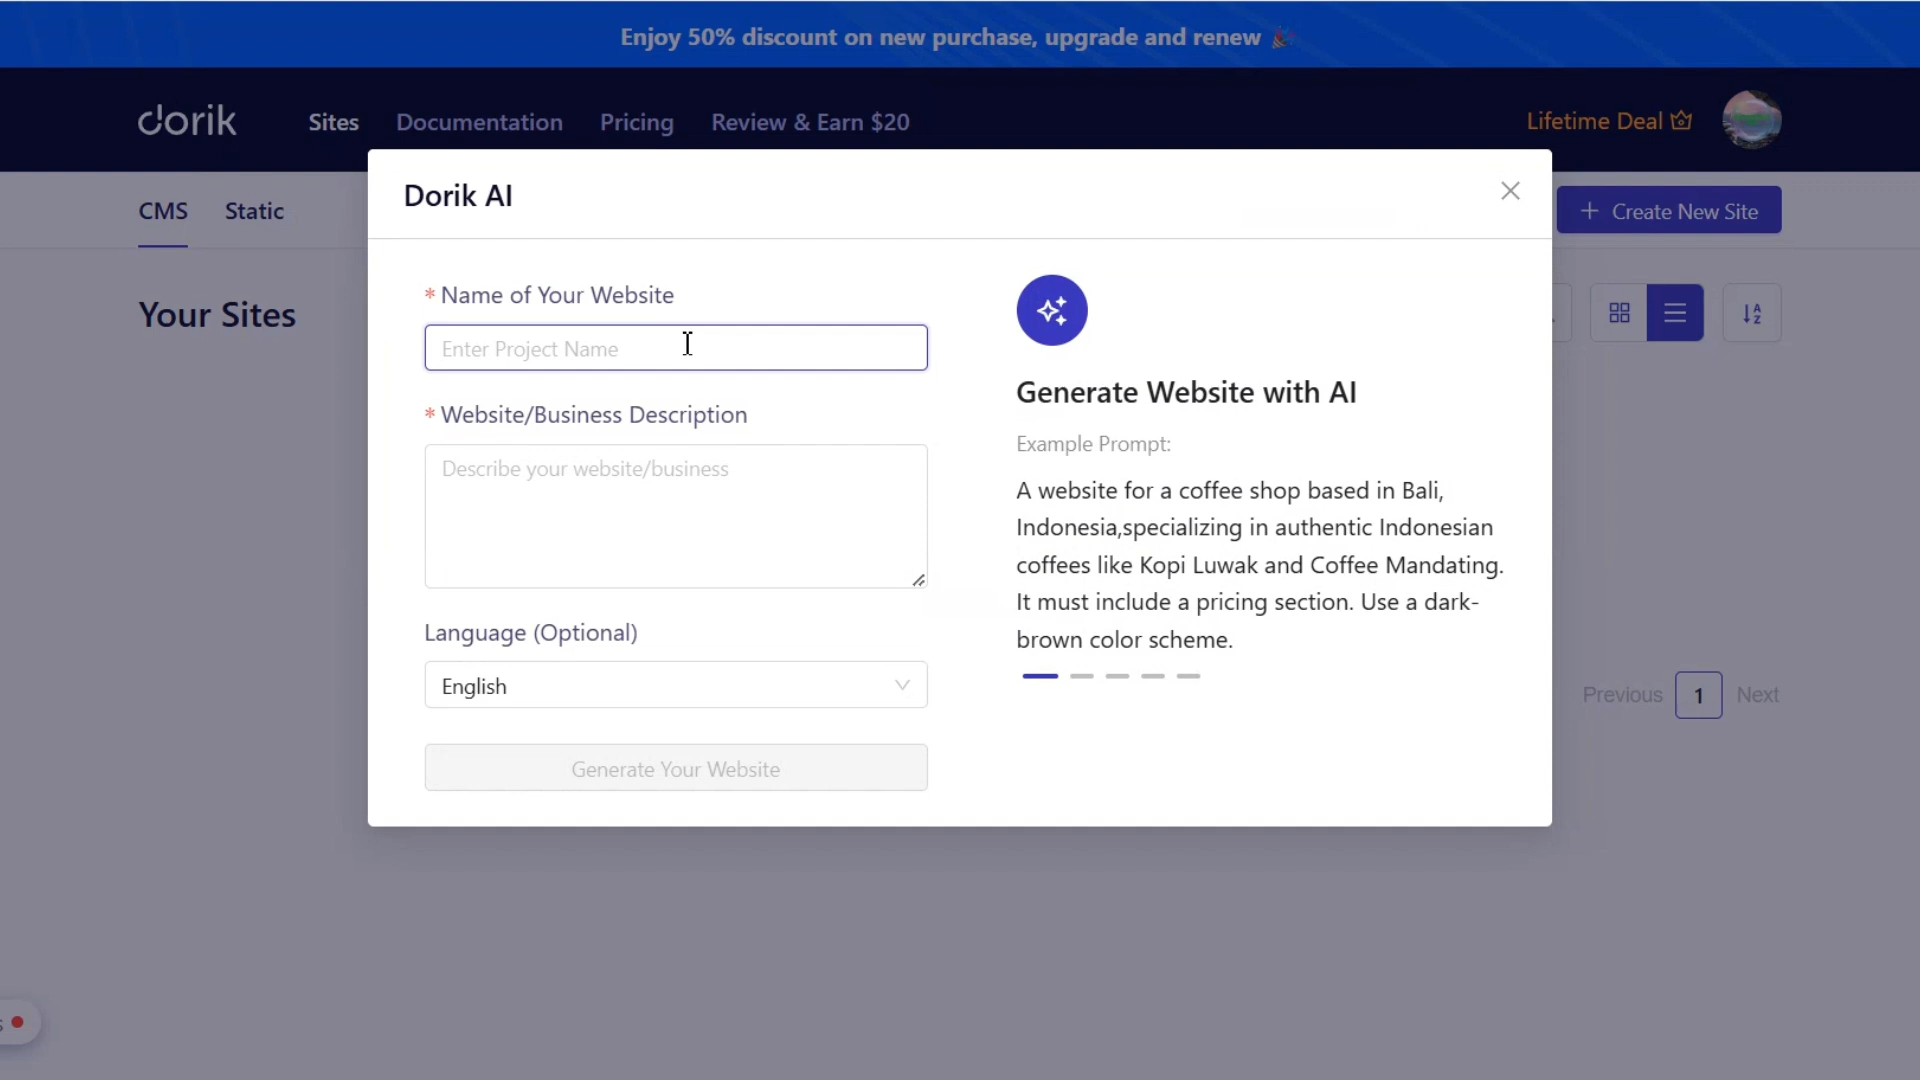 Enjoy 50% discount on new purchase, upgrade and renew 🎉
dorik
Sites
Documentation
Pricing
Review & Earn $20
Lifetime Deal
Dorik AI
CMS
Static
+ Create New Site
Your Sites
* Name of Your Website
Enter Project Name
* Website/Business Description
Describe your website/business
Language (Optional)
English
Generate Your Website
Generate Website with AI
Example Prompt:
A website for a coffee shop based in Bali,
Indonesia,specializing in authentic Indonesian
coffees like Kopi Luwak and Coffee Mandating.
It must include a pricing section. Use a dark-
brown color scheme.
Previous
1
Next